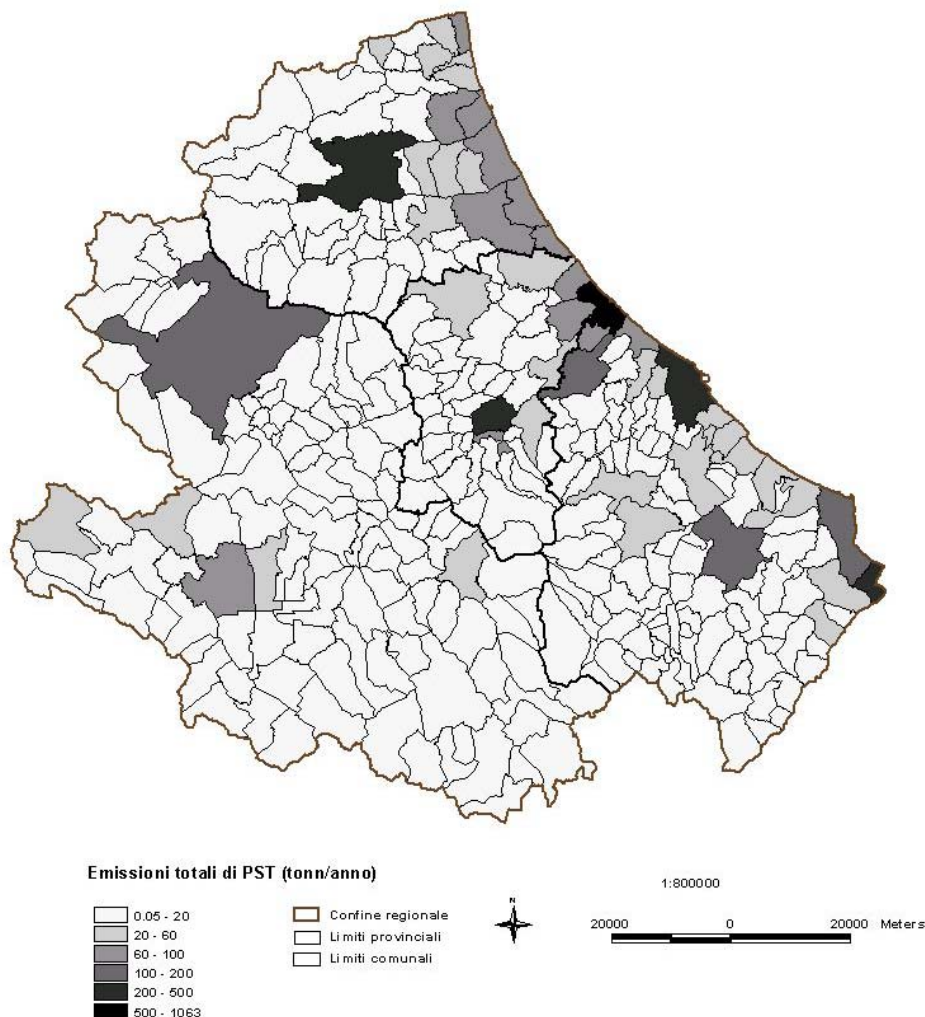 Emissioni totali di PST (tonn/anno)
0.05 - 20
20 - 60
60 - 100
100 - 200
200 - 500
500 - 1063
Confine regionale
Limiti provinciali
Limiti comunali
N
1:800000
20000 0 20000 Meters